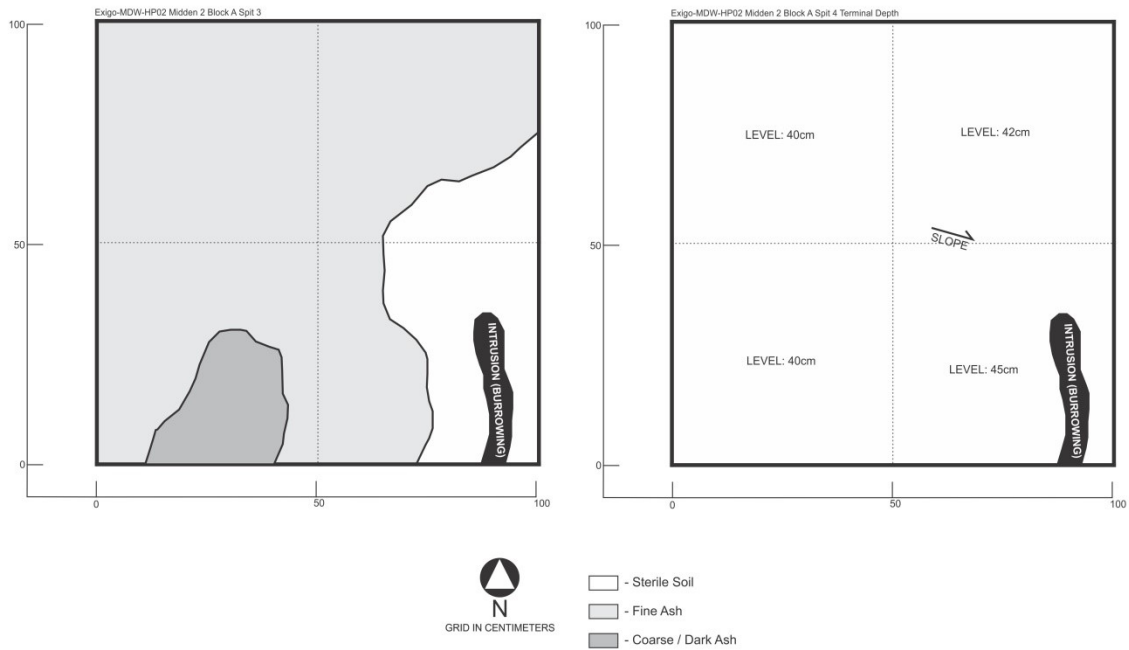 Exigo-MDW-HP02 Midden 2 Block A Spit 3
100
50
0
INTRUSION (BURROWING)
0
50
100
Exigo-MDW-HP02 Midden 2 Block A Spit 4 Terminal Depth
100
50
0
LEVEL: 40cm
LEVEL: 42cm
SLOPE
LEVEL: 40cm
LEVEL: 45cm
INTRUSION (BURROWING)
0
50
100
N
GRID IN CENTIMETERS
- Sterile Soil
- Fine Ash
- Coarse / Dark Ash